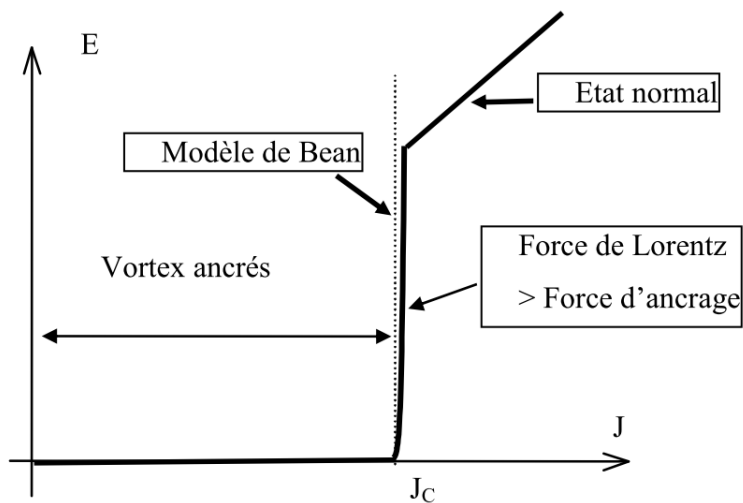 E
Etat normal
Modèle de Bean
Force de Lorentz
> Force d'ancrage
Vortex ancrés
J
J_C